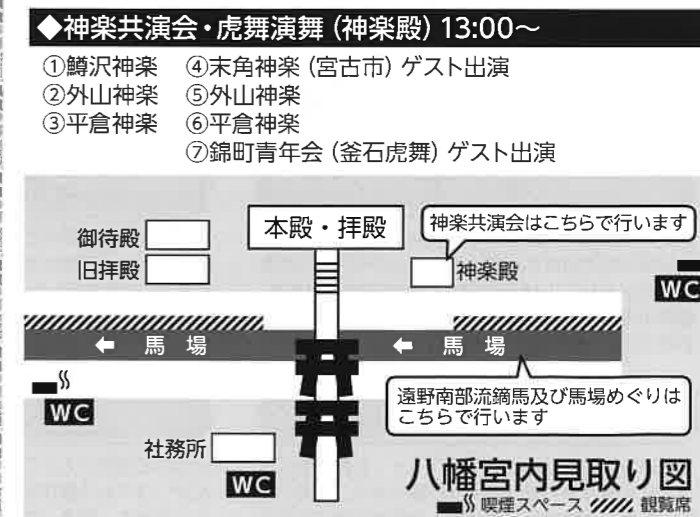 ◆神楽共演会・虎舞演舞(神楽殿)13:00〜
①鱒沢神楽 ④末角神楽(宮古市)ゲスト出演
②外山神楽 ⑤外山神楽
③平倉神楽 ⑥平倉神楽
⑦錦町青年会(釜石虎舞)ゲスト出演
本殿・拝殿
神楽共演会はこちらで行います
御待殿
旧拝殿
神楽殿
WC
← 馬 場
← 馬 場
WC
遠野南部流鏑馬及び馬場めぐりは
こちらで行います
社務所
WC
八幡宮内見取り図
喫煙スペース 観覧席